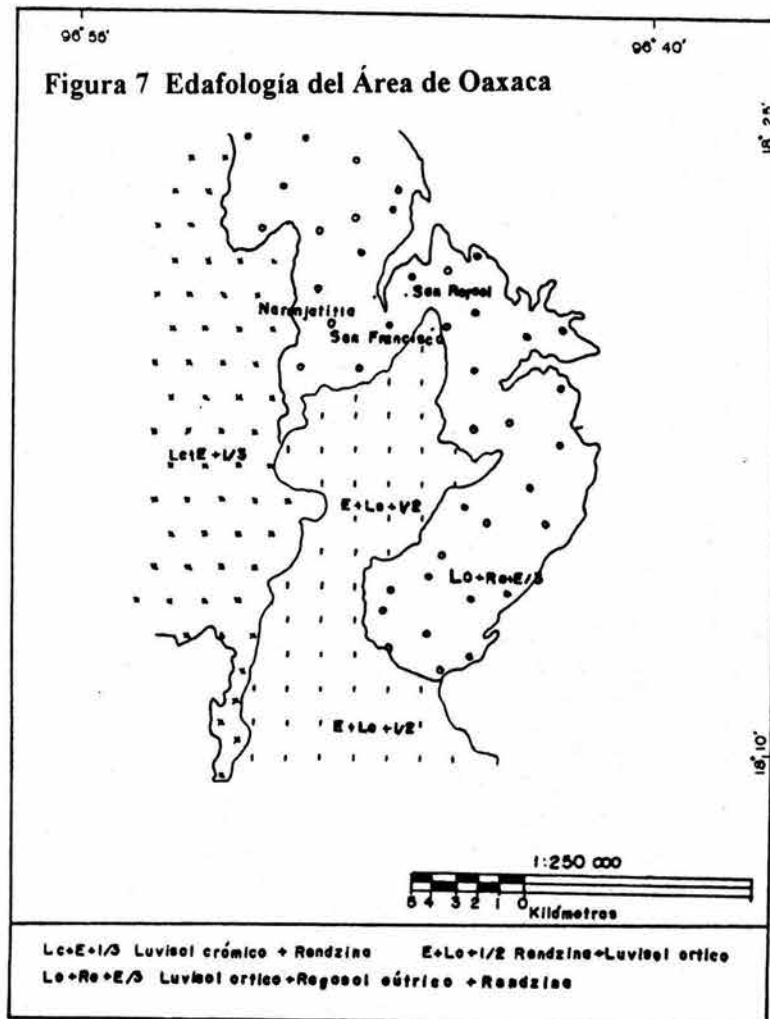 96° 55'
96° 40'
Figura 7 Edafología del Área de Oaxaca
18° 25'
San Rafael
Naranjatitla
San Francisco
Lc+E+1/3
E+Lo+1/2
Lo+Re+E/3
E+Lo+1/2
18° 10'
1:250 000
5 4 3 2 1 0
Kilómetros
Lc+E+1/3 Luvisol crómico + Rendzina E+Lo+1/2 Rendzina+Luvisol ortico
Lo+Re+E/3 Luvisol ortico+Regosol eútrico + Rendzina